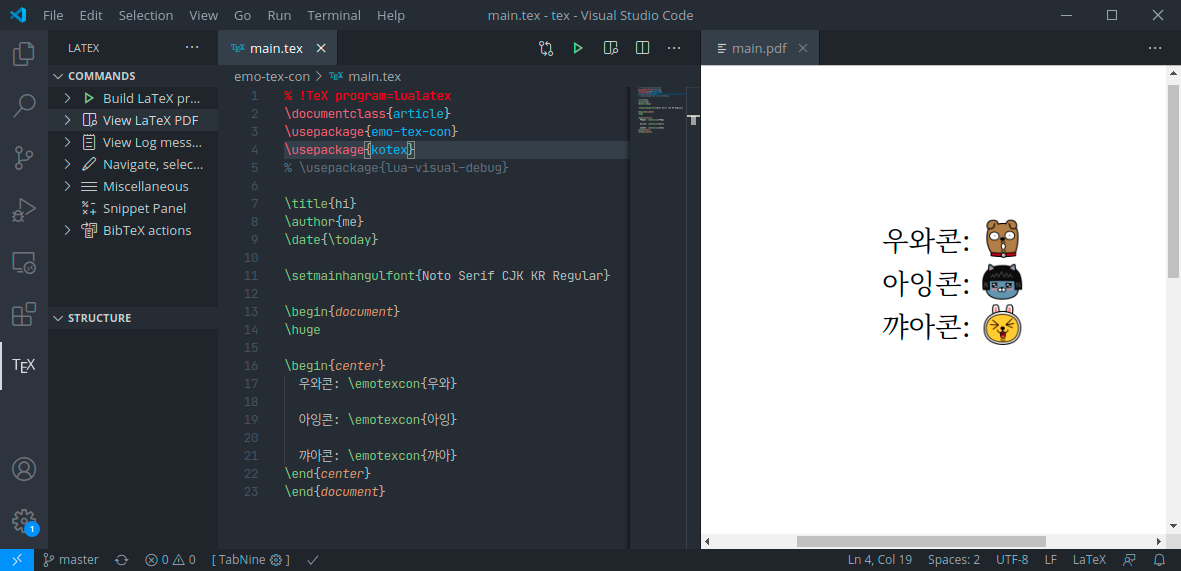 File Edit Selection View Go Run Terminal Help main.tex - tex - Visual Studio Code
LATEX ···
COMMANDS
Build LaTeX pr...
View LaTeX PDF
View Log mess...
Navigate, selec...
Miscellaneous
Snippet Panel
BibTeX actions
STRUCTURE
TEX
1
TEX main.tex
emo-tex-con > TEX main.tex
1 % !TeX program=lualatex
2 \documentclass{article}
3 \usepackage{emo-tex-con}
4 \usepackage{kotex}
5 % \usepackage{lua-visual-debug}
6
7 \title{hi}
8 \author{me}
9 \date{\today}
10
11 \setmainhangulfont{Noto Serif CJK KR Regular}
12
13 \begin{document}
14 \huge
15
16 \begin{center}
17 우와콘: \emotexcon{우와}
18
19 아잉콘: \emotexcon{아잉}
20
21 꺄아콘: \emotexcon{꺄아}
22 \end{center}
23 \end{document}
main.pdf
우와콘:
아잉콘:
꺄아콘:
master 0 0 [ TabNine ] Ln 4, Col 19 Spaces: 2 UTF-8 LF LaTeX